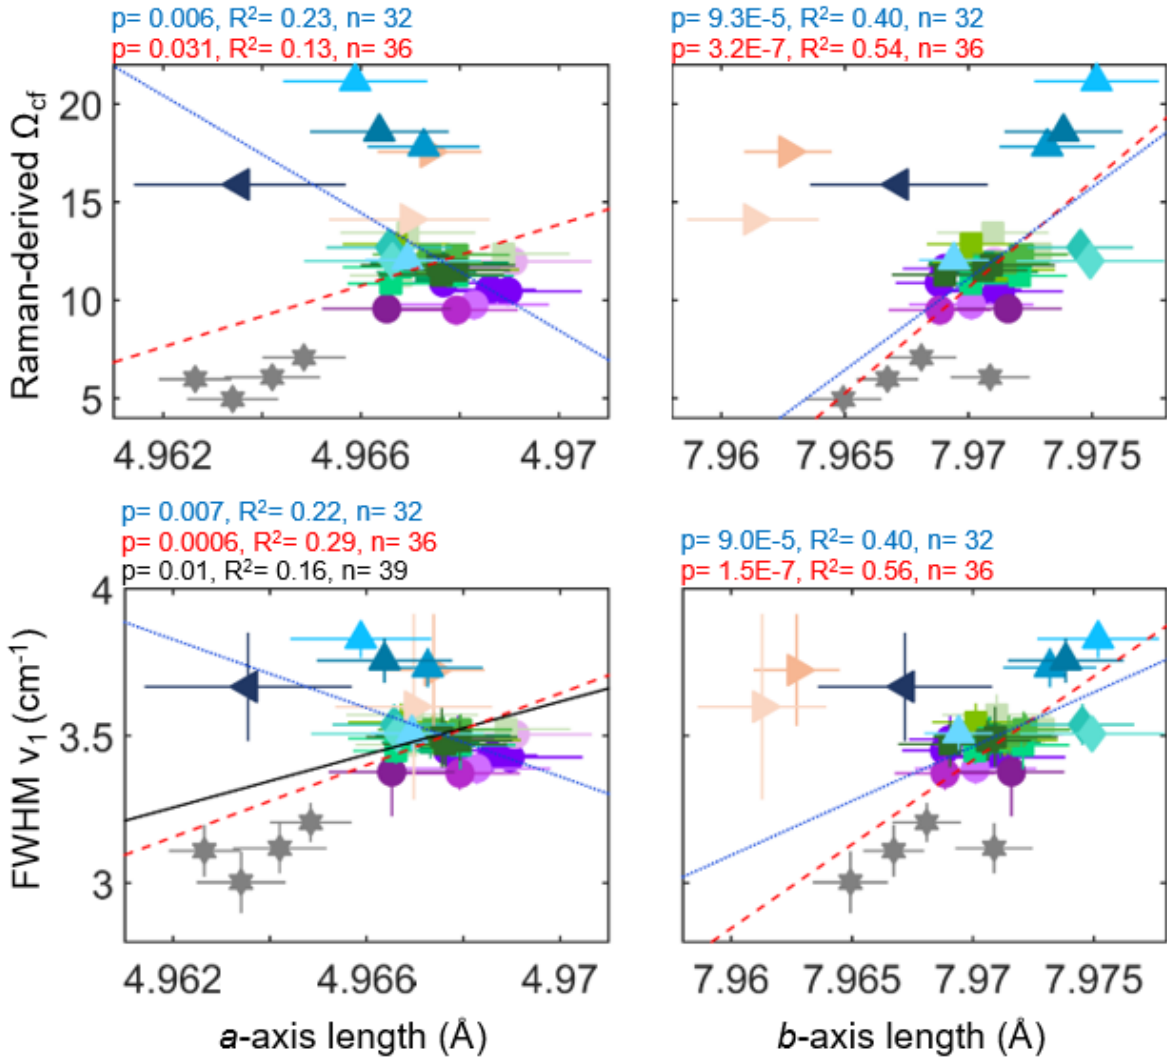 p= 0.006, R²= 0.23, n= 32
p= 0.031, R²= 0.13, n= 36
p= 9.3E-5, R²= 0.40, n= 32
p= 3.2E-7, R²= 0.54, n= 36
Raman-derived Ω_cf
20
15
10
5
4.962 4.966 4.97
7.96 7.965 7.97 7.975
p= 0.007, R²= 0.22, n= 32
p= 0.0006, R²= 0.29, n= 36
p= 0.01, R²= 0.16, n= 39
p= 9.0E-5, R²= 0.40, n= 32
p= 1.5E-7, R²= 0.56, n= 36
FWHM ν₁ (cm⁻¹)
4
3.5
3
4.962 4.966 4.97
7.96 7.965 7.97 7.975
a-axis length (Å)
b-axis length (Å)